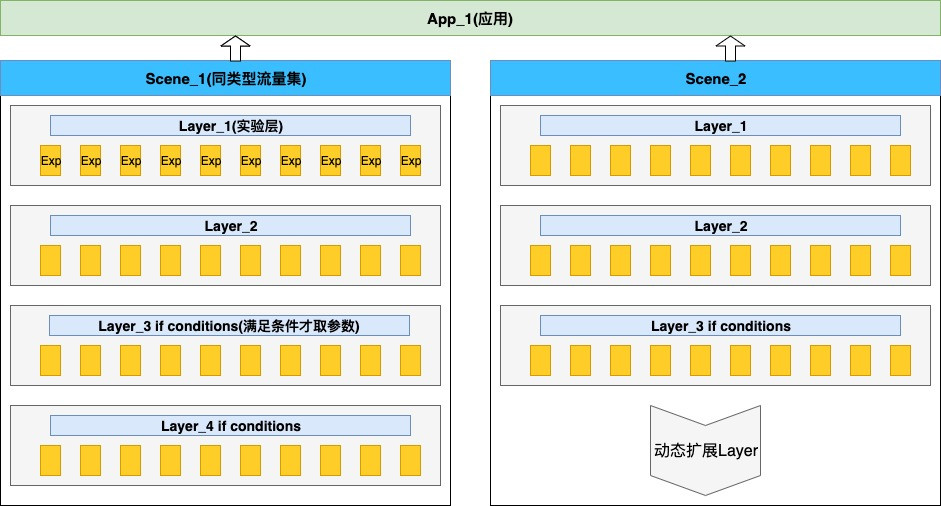 App_1(应用)
Scene_1(同类型流量集)
Layer_1(实验层)
Exp Exp Exp Exp Exp Exp Exp Exp Exp Exp
Layer_2
Layer_3 if conditions(满足条件才取参数)
Layer_4 if conditions
Scene_2
Layer_1
Layer_2
Layer_3 if conditions
动态扩展Layer